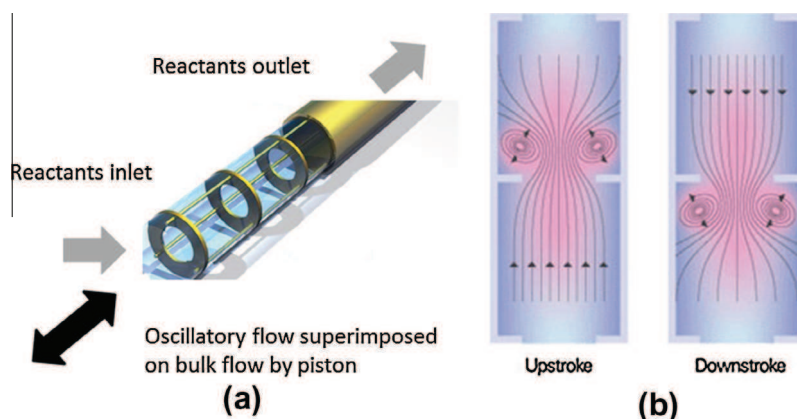 Reactants outlet
Reactants inlet
Oscillatory flow superimposed
on bulk flow by piston
(a)
Upstroke
Downstroke
(b)